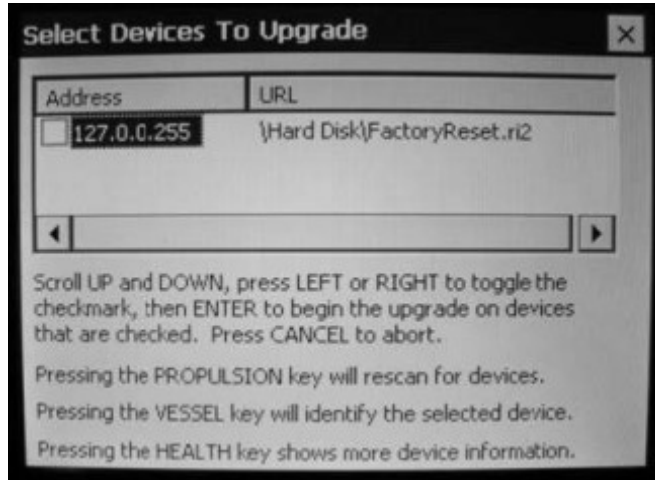 Select Devices To Upgrade
Address URL
127.0.0.255 \Hard Disk\FactoryReset.ri2
Scroll UP and DOWN, press LEFT or RIGHT to toggle the
checkmark, then ENTER to begin the upgrade on devices
that are checked. Press CANCEL to abort.
Pressing the PROPULSION key will rescan for devices.
Pressing the VESSEL key will identify the selected device.
Pressing the HEALTH key shows more device information.